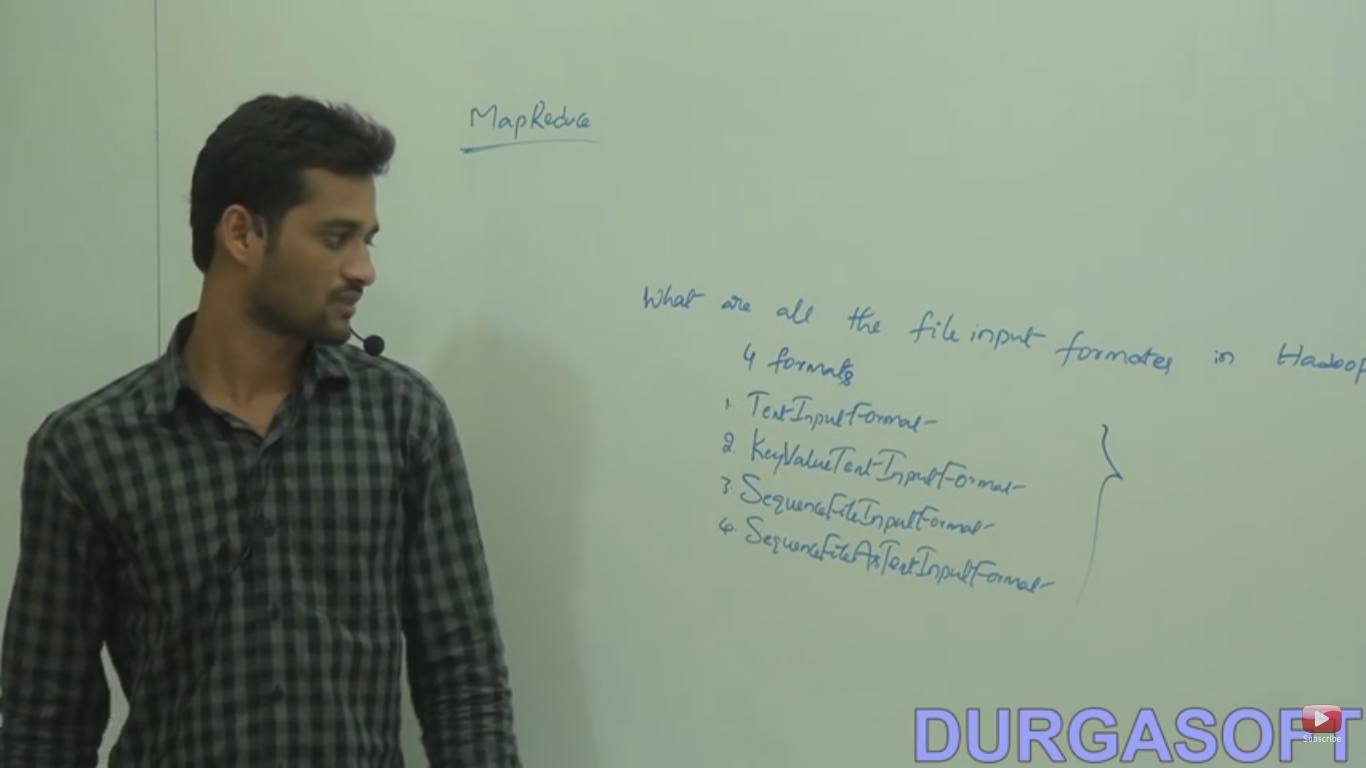 MapReduce
What are all the file input formates in Hadoop
4 formats
1. TextInputFormat
2. KeyValueTextInputFormat
3. SequenceFileInputFormat
4. SequenceFileAsTextInputFormat
DURGASOFT
Subscribe